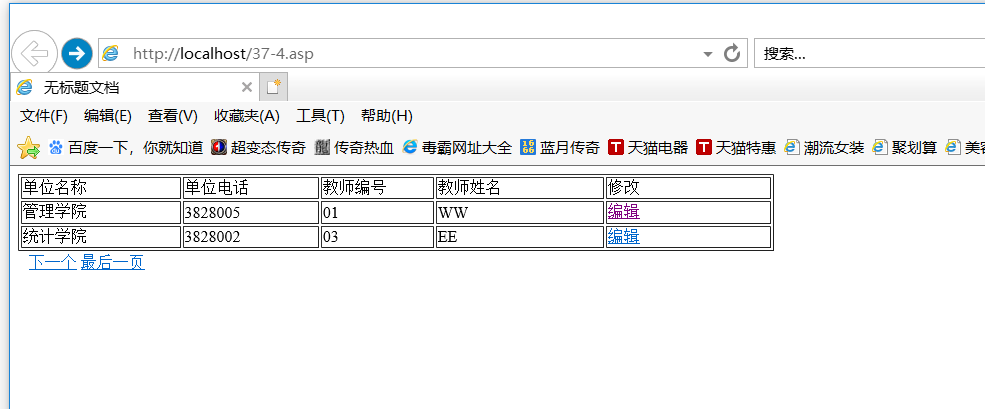 http://localhost/37-4.asp 搜索...
无标题文档
文件(F) 编辑(E) 查看(V) 收藏夹(A) 工具(T) 帮助(H)
百度一下，你就知道 超变态传奇 传奇热血 毒霸网址大全 蓝月传奇 天猫电器 天猫特惠 潮流女装 聚划算
单位名称 单位电话 教师编号 教师姓名 修改
管理学院 3828005 01 WW 编辑
统计学院 3828002 03 EE 编辑
下一个 最后一页